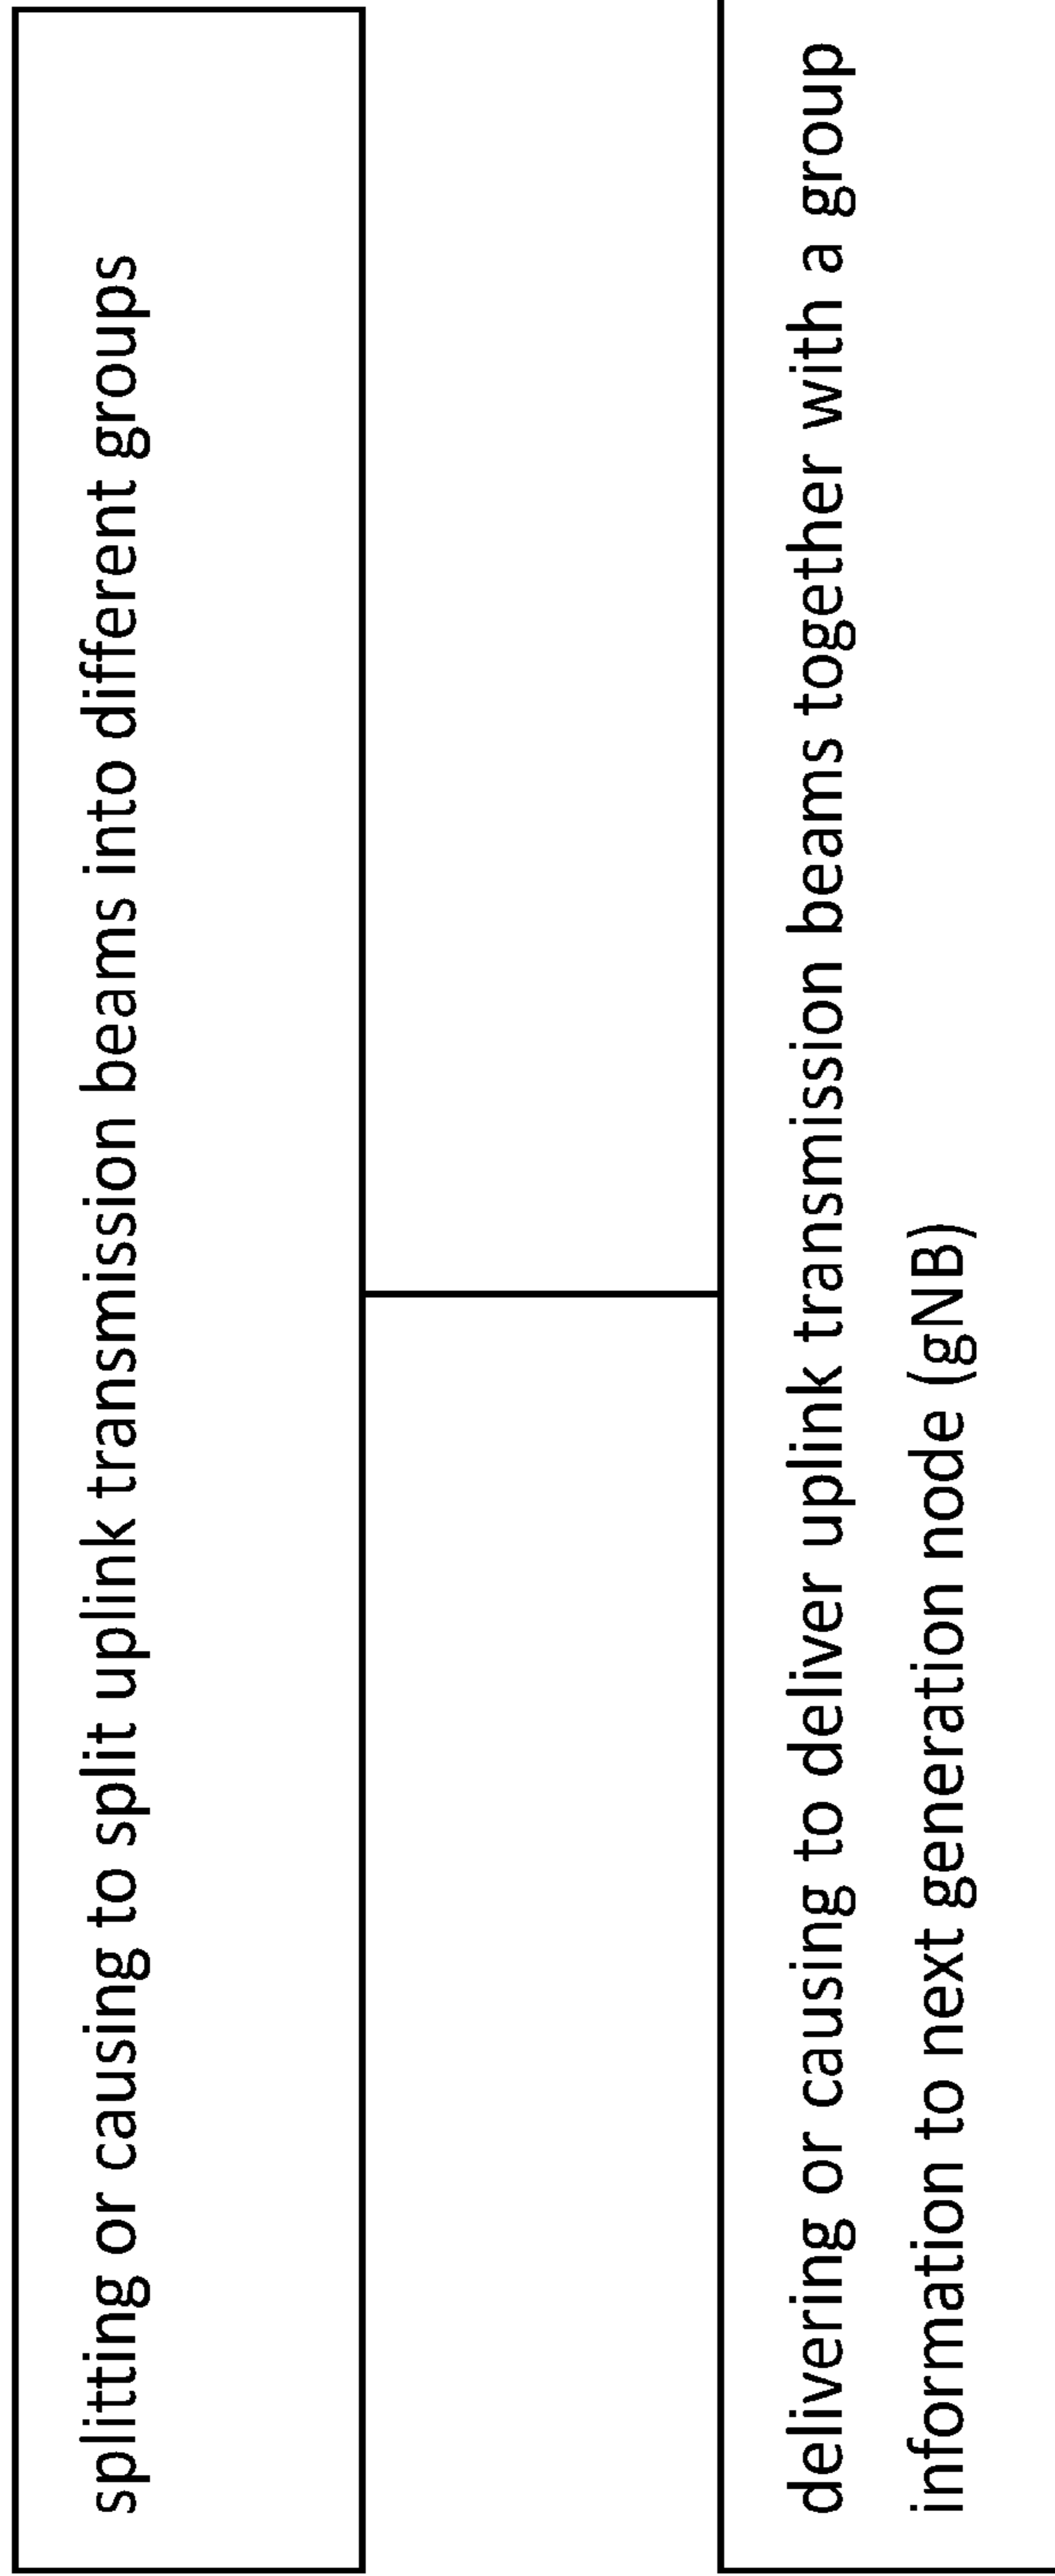 splitting or causing to split uplink transmission beams into different groups
delivering or causing to deliver uplink transmission beams together with a group
information to next generation node (gNB)